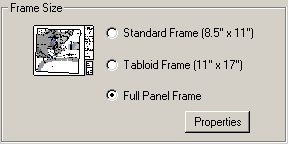 Frame Size
Standard Frame (8.5" x 11")
Tabloid Frame (11" x 17")
Full Panel Frame
Properties